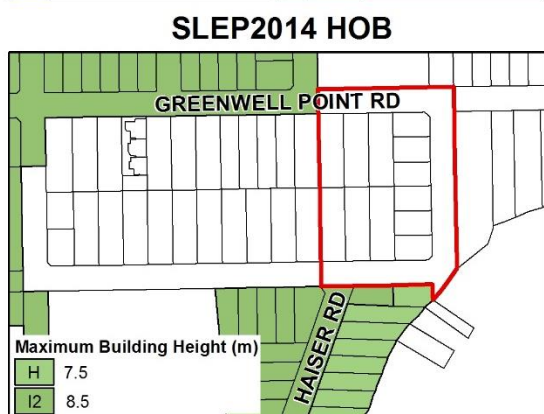 SLEP2014 HOB
GREENWELL POINT RD
HAISER RD
Maximum Building Height (m)
H 7.5
I2 8.5